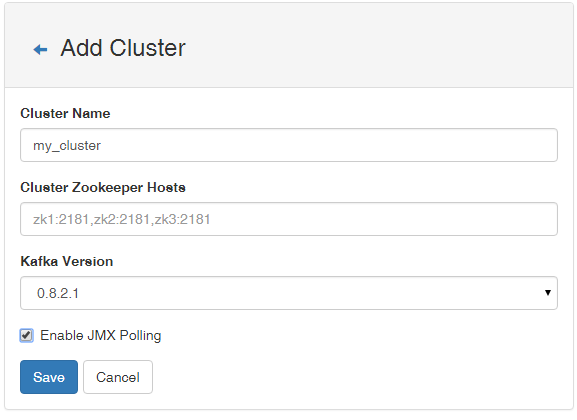 Add Cluster
Cluster Name
my_cluster
Cluster Zookeeper Hosts
zk1:2181,zk2:2181,zk3:2181
Kafka Version
0.8.2.1
Enable JMX Polling
Save Cancel